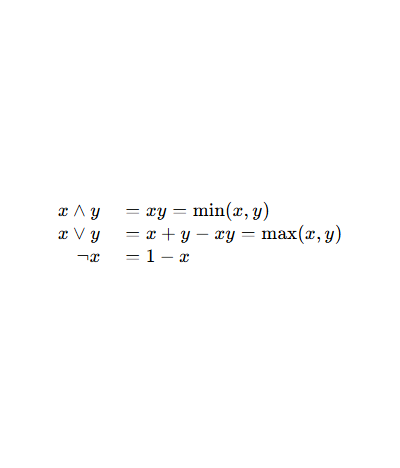 x ∧ y = xy = min(x, y)
x ∨ y = x + y − xy = max(x, y)
¬x = 1 − x